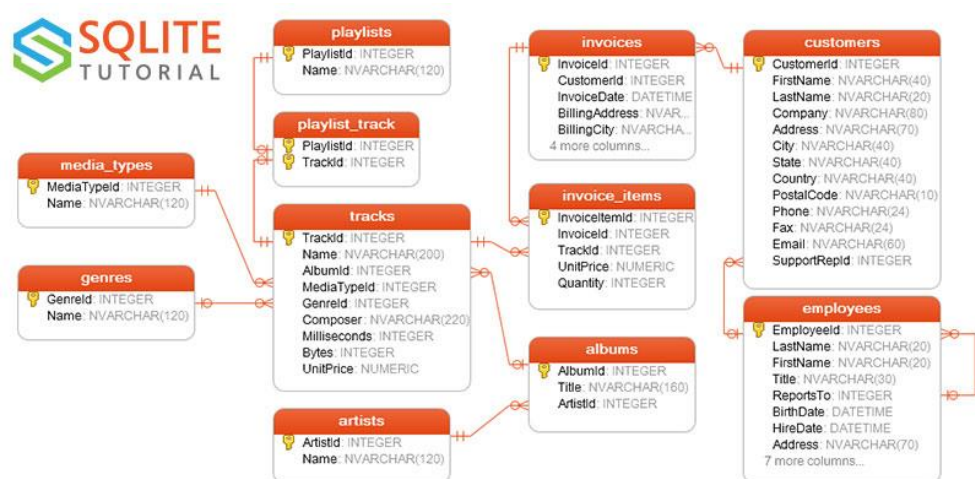 SQLITE
TUTORIAL
playlists
PlaylistId: INTEGER
Name: NVARCHAR(120)
playlist_track
PlaylistId: INTEGER
TrackId: INTEGER
media_types
MediaTypeId: INTEGER
Name: NVARCHAR(120)
genres
GenreId: INTEGER
Name: NVARCHAR(120)
tracks
TrackId: INTEGER
Name: NVARCHAR(200)
AlbumId: INTEGER
MediaTypeId: INTEGER
GenreId: INTEGER
Composer: NVARCHAR(220)
Milliseconds: INTEGER
Bytes: INTEGER
UnitPrice: NUMERIC
artists
ArtistId: INTEGER
Name: NVARCHAR(120)
invoices
InvoiceId: INTEGER
CustomerId: INTEGER
InvoiceDate: DATETIME
BillingAddress: NVAR...
BillingCity: NVARCHA...
4 more columns...
invoice_items
InvoiceItemId: INTEGER
InvoiceId: INTEGER
TrackId: INTEGER
UnitPrice: NUMERIC
Quantity: INTEGER
albums
AlbumId: INTEGER
Title: NVARCHAR(160)
ArtistId: INTEGER
customers
CustomerId: INTEGER
FirstName: NVARCHAR(40)
LastName: NVARCHAR(20)
Company: NVARCHAR(80)
Address: NVARCHAR(70)
City: NVARCHAR(40)
State: NVARCHAR(40)
Country: NVARCHAR(40)
PostalCode: NVARCHAR(10)
Phone: NVARCHAR(24)
Fax: NVARCHAR(24)
Email: NVARCHAR(60)
SupportRepId: INTEGER
employees
EmployeeId: INTEGER
LastName: NVARCHAR(20)
FirstName: NVARCHAR(20)
Title: NVARCHAR(30)
ReportsTo: INTEGER
BirthDate: DATETIME
HireDate: DATETIME
Address: NVARCHAR(70)
7 more columns...